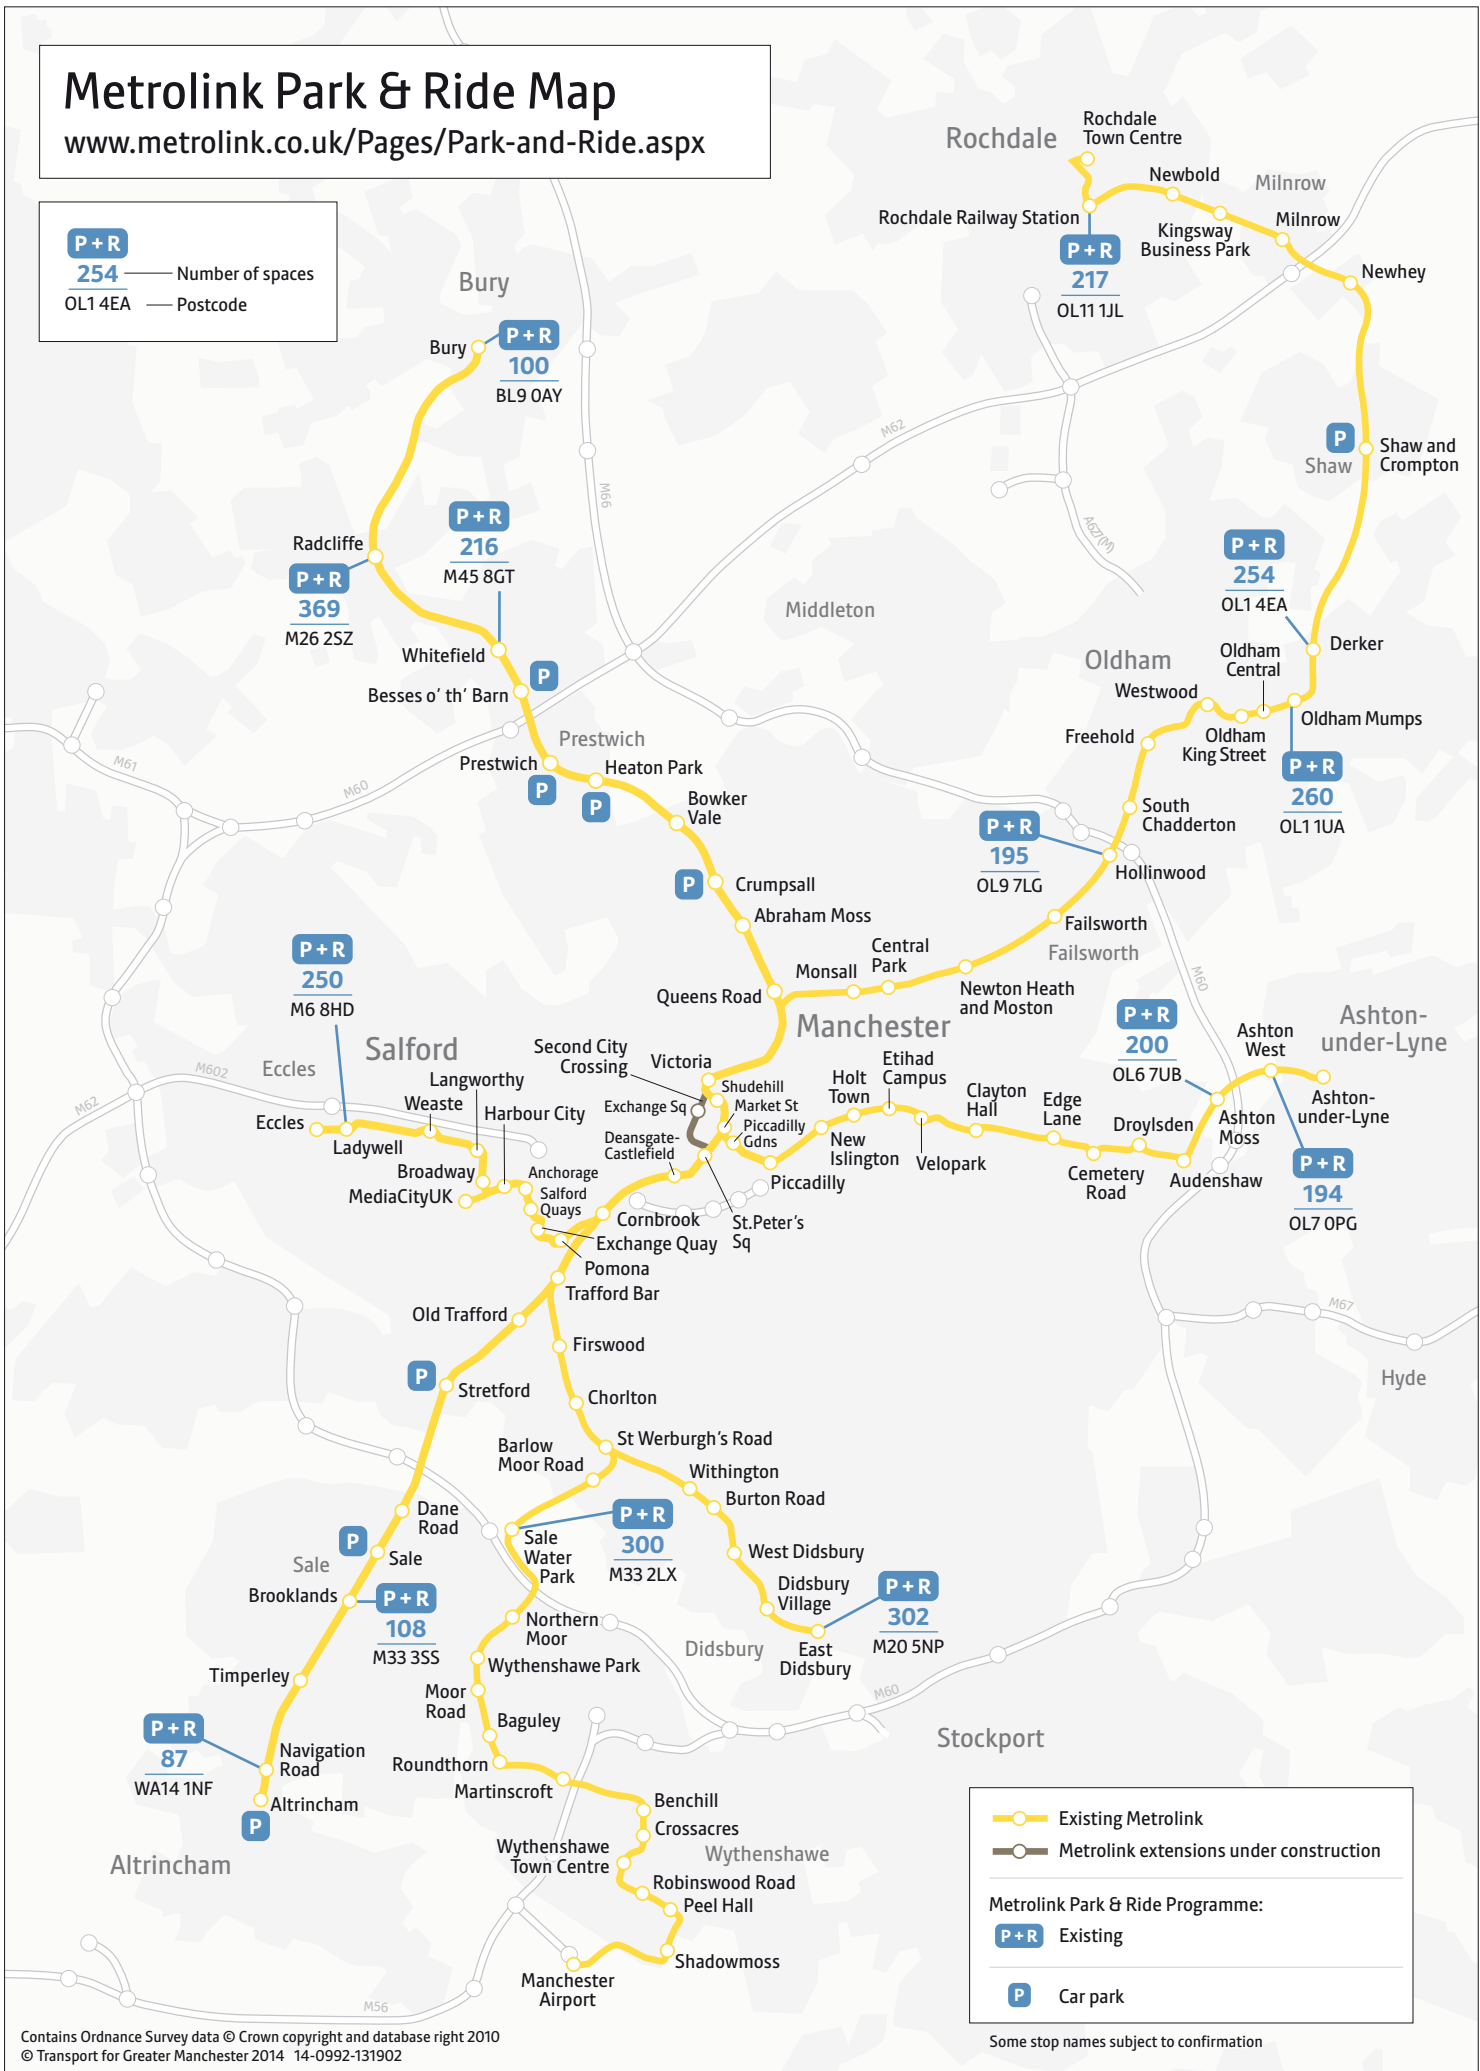 Metrolink Park & Ride Map
www.metrolink.co.uk/Pages/Park-and-Ride.aspx
P+R
254
Number of spaces
OL1 4EA
Postcode
Rochdale
Rochdale
Town Centre
Newbold
Milnrow
Rochdale Railway Station
Kingsway
Business Park
Milnrow
Newhey
P+R
217
OL11 1JL
Bury
Bury
P+R
100
BL9 0AY
M62
M66
P
Shaw
Shaw and
Crompton
A627(M)
P+R
216
M45 8GT
Radcliffe
P+R
369
M26 2SZ
P+R
254
OL1 4EA
Middleton
Whitefield
P
Besses o' th' Barn
Derker
Oldham
Central
Oldham
Westwood
Oldham Mumps
Freehold
Oldham
King Street
P+R
260
OL1 1UA
Prestwich
Prestwich
P
Heaton Park
P
M61
M60
Bowker
Vale
South
Chadderton
P+R
195
OL9 7LG
Hollinwood
P
Crumpsall
Abraham Moss
Failsworth
Failsworth
Central
Park
Monsall
Newton Heath
and Moston
Queens Road
M60
P+R
250
M6 8HD
Manchester
P+R
200
OL6 7UB
Ashton-
under-Lyne
Ashton
West
Salford
Eccles
M602
M62
Second City
Crossing
Victoria
Etihad
Campus
Holt
Town
Clayton
Hall
Edge
Lane
Langworthy
Weaste
Harbour City
Shudehill
Exchange Sq
Market St
Piccadilly
Gdns
Deansgate-
Castlefield
Eccles
Ladywell
New
Islington
Velopark
Droylsden
Ashton
Moss
Ashton-
under-Lyne
Cemetery
Road
Audenshaw
P+R
194
OL7 0PG
Broadway
Anchorage
MediaCityUK
Salford
Quays
Piccadilly
Cornbrook
St.Peter's
Sq
Exchange Quay
Pomona
Trafford Bar
Old Trafford
M67
Hyde
Firswood
P
Stretford
Chorlton
St Werburgh's Road
Barlow
Moor Road
Withington
Burton Road
Dane
Road
P
Sale
Sale
Sale
Water
Park
P+R
300
M33 2LX
West Didsbury
Didsbury
Village
P+R
302
M20 5NP
Brooklands
P+R
108
M33 3SS
Northern
Moor
Didsbury
East
Didsbury
Wythenshawe Park
Timperley
Moor
Road
M60
Baguley
Stockport
P+R
87
WA14 1NF
Navigation
Road
Roundthorn
Martinscroft
Altrincham
P
Altrincham
Benchill
Crossacres
Wythenshawe
Town Centre
Wythenshawe
Robinswood Road
Peel Hall
Shadowmoss
Manchester
Airport
M56
Existing Metrolink
Metrolink extensions under construction
Metrolink Park & Ride Programme:
P+R
Existing
P
Car park
Contains Ordnance Survey data © Crown copyright and database right 2010
© Transport for Greater Manchester 2014 14-0992-131902
Some stop names subject to confirmation